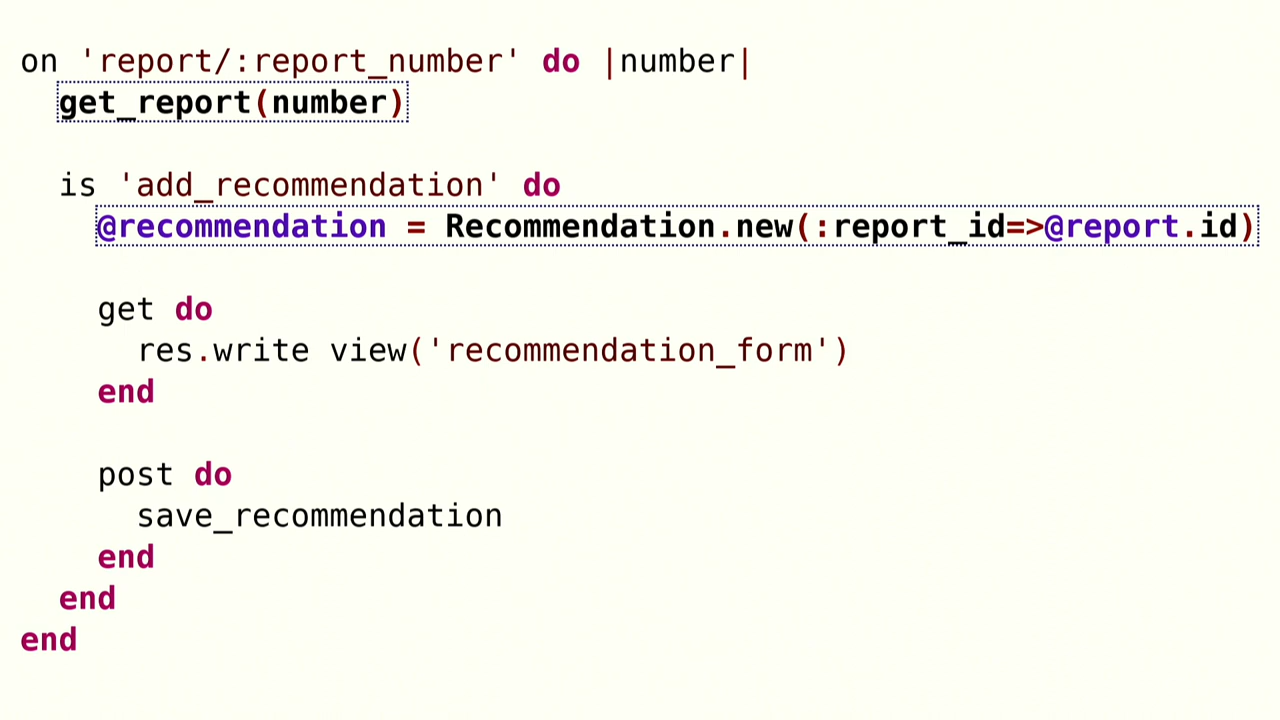 on 'report/:report_number' do |number|
  get_report(number)

  is 'add_recommendation' do
    @recommendation = Recommendation.new(:report_id=>@report.id)

    get do
      res.write view('recommendation_form')
    end

    post do
      save_recommendation
    end
  end
end